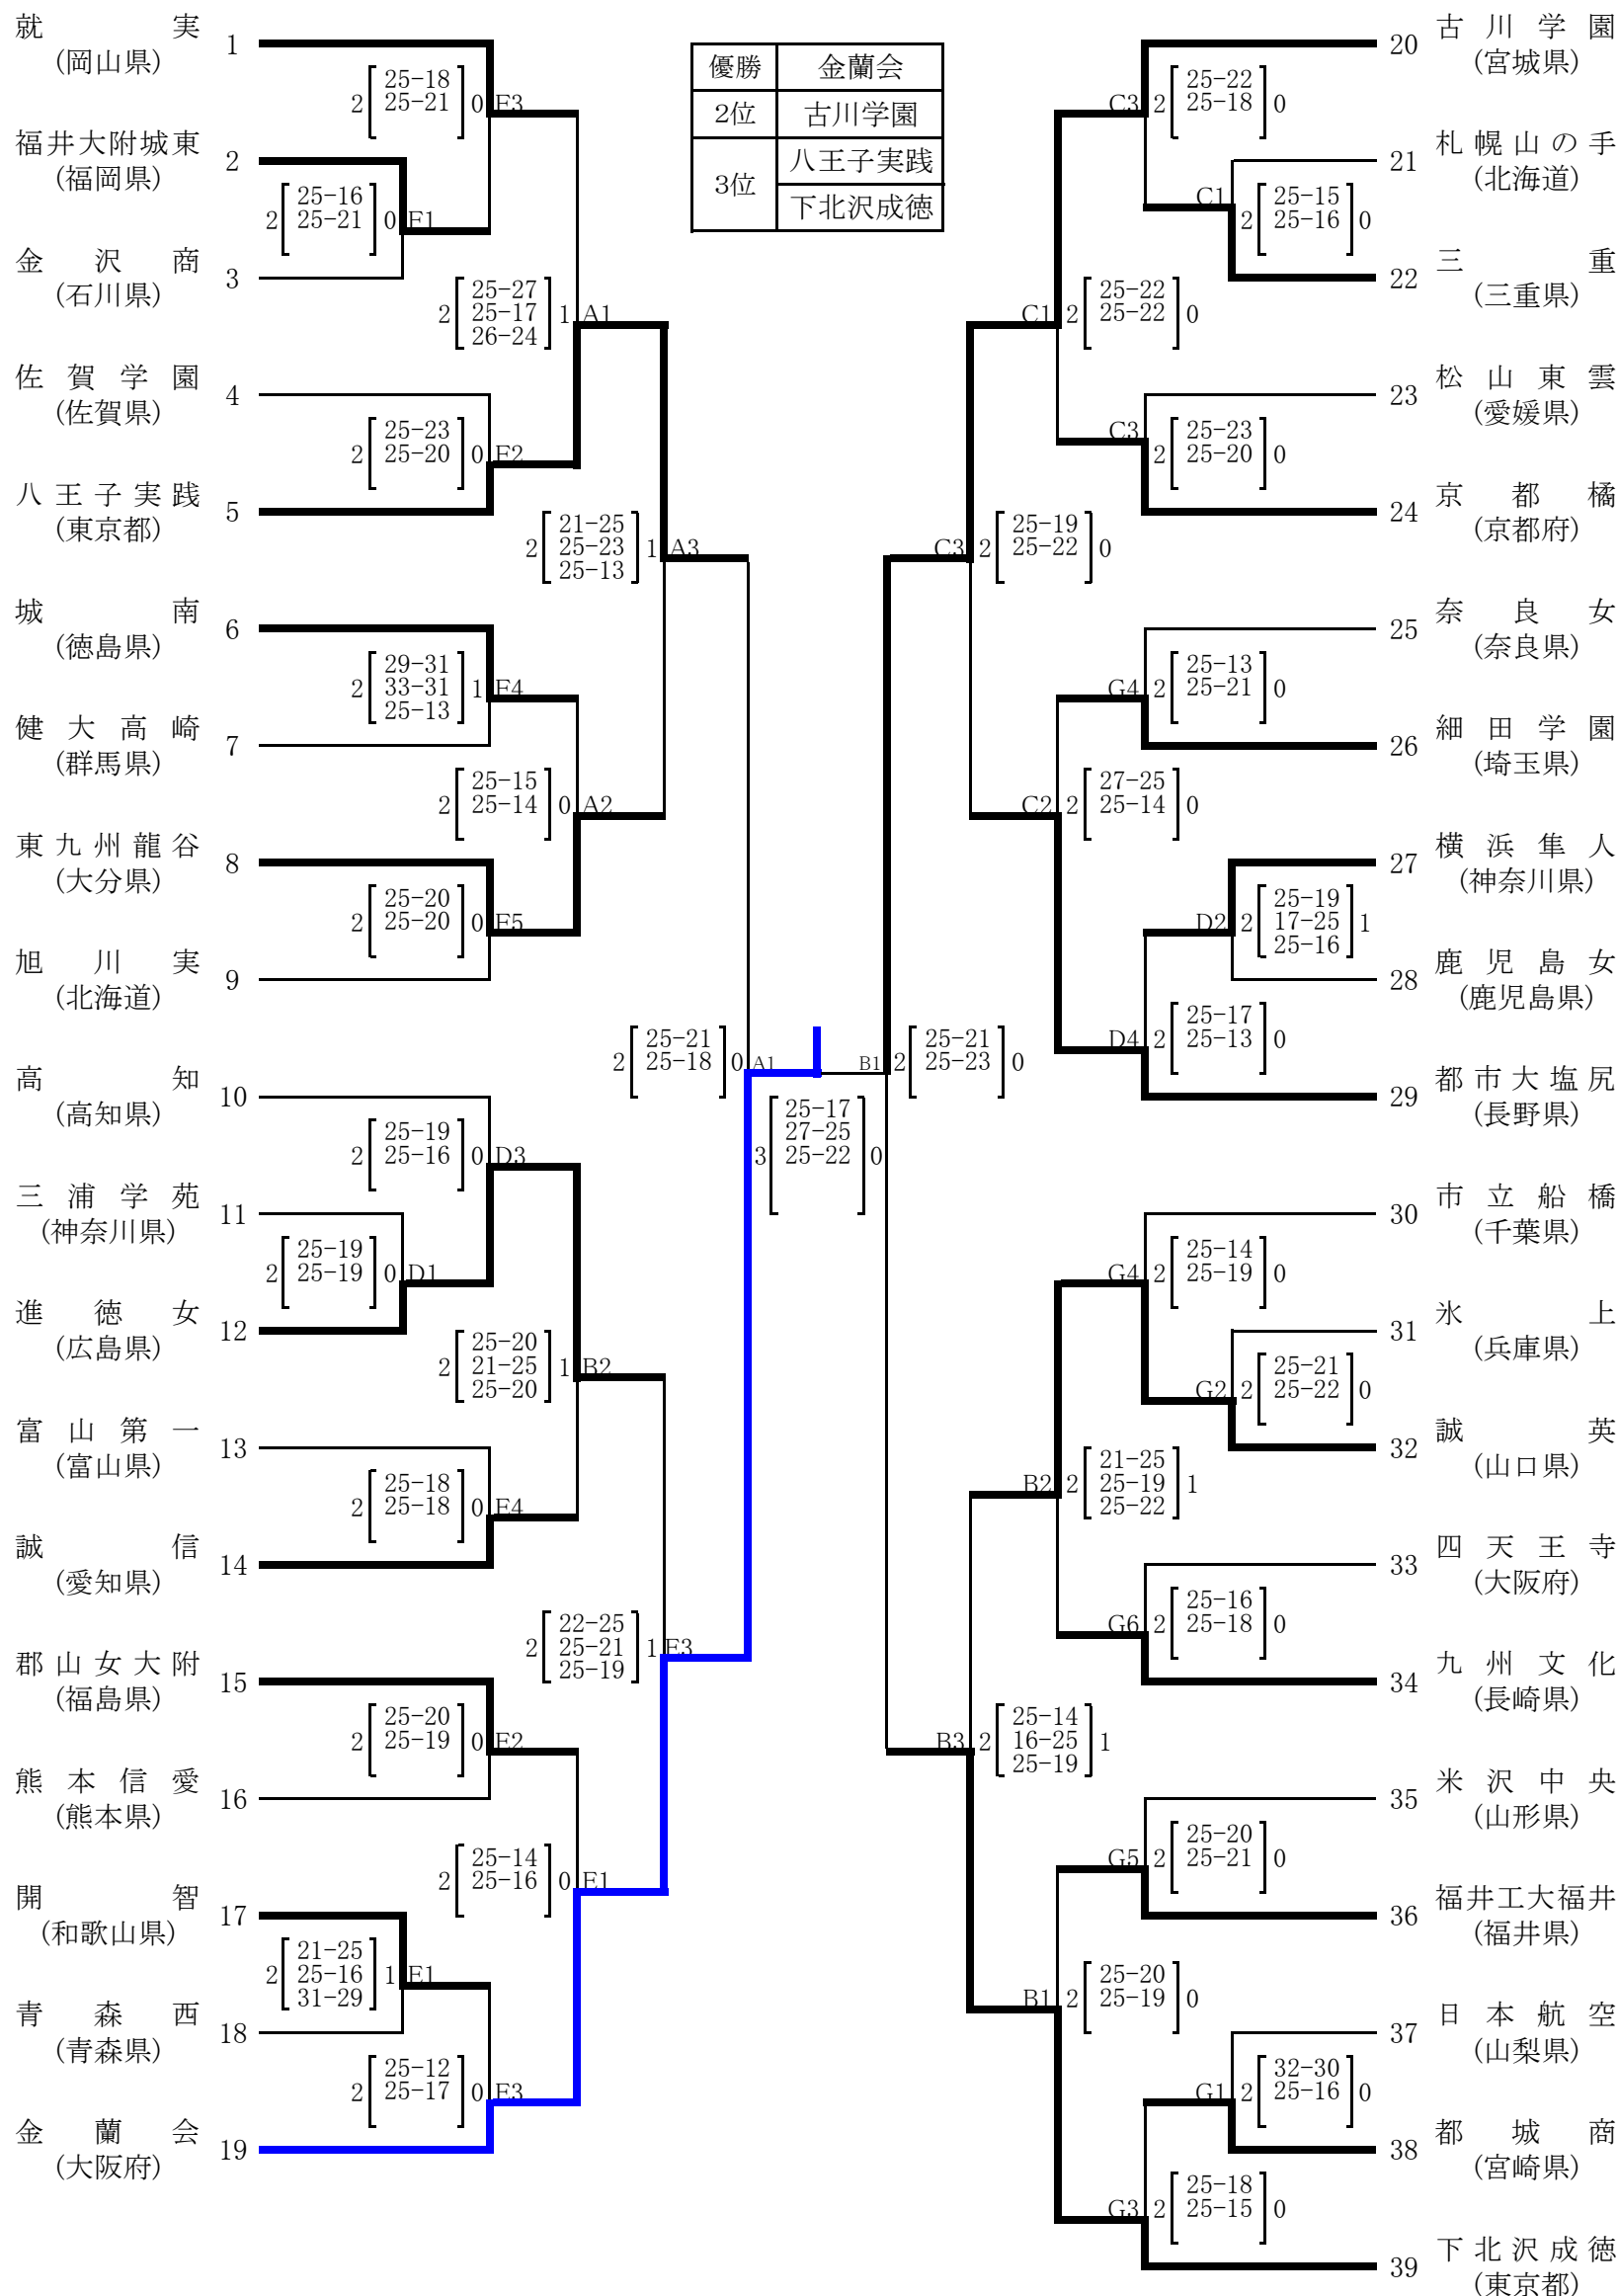 優勝 金蘭会
2位 古川学園
3位 八王子実践
下北沢成徳
就実 1
(岡山県)
25-18
2 25-21 0 E3
福井大附城東 2
(福岡県)
25-16
2 25-21 0 E1
金沢商 3
(石川県)
25-27
2 25-17 1 A1
26-24
佐賀学園 4
(佐賀県)
25-23
2 25-20 0 E2
八王子実践 5
(東京都)
21-25
2 25-23 1 A3
25-13
城南 6
(徳島県)
29-31
2 33-31 1 E4
25-13
健大高崎 7
(群馬県)
25-15
2 25-14 0 A2
東九州龍谷 8
(大分県)
25-20
2 25-20 0 E5
旭川実 9
(北海道)
25-21
2 25-18 0 A1
高知 10
(高知県)
25-19
2 25-16 0 D3
三浦学苑 11
(神奈川県)
25-19
2 25-19 0 D1
進徳女 12
(広島県)
25-20
2 21-25 1 B2
25-20
富山第一 13
(富山県)
25-18
2 25-18 0 E4
誠信 14
(愛知県)
22-25
2 25-21 1 E3
25-19
郡山女大附 15
(福島県)
25-20
2 25-19 0 E2
熊本信愛 16
(熊本県)
25-14
2 25-16 0 E1
開智 17
(和歌山県)
21-25
2 25-16 1 E1
31-29
青森西 18
(青森県)
25-12
2 25-17 0 E3
金蘭会 19
(大阪府)
25-17
27-25
3 25-22 0
20 古川学園
(宮城県)
25-22
C3 2 25-18 0
21 札幌山の手
(北海道)
25-15
C1 2 25-16 0
22 三重
(三重県)
25-22
C1 2 25-22 0
23 松山東雲
(愛媛県)
25-23
C3 2 25-20 0
24 京都橘
(京都府)
25-19
C3 2 25-22 0
25 奈良女
(奈良県)
25-13
G4 2 25-21 0
26 細田学園
(埼玉県)
27-25
C2 2 25-14 0
27 横浜隼人
(神奈川県)
25-19
D2 2 17-25 1
25-16
28 鹿児島女
(鹿児島県)
25-17
D4 2 25-13 0
29 都市大塩尻
(長野県)
25-21
B1 2 25-23 0
30 市立船橋
(千葉県)
25-14
G4 2 25-19 0
31 氷上
(兵庫県)
25-21
G2 2 25-22 0
32 誠英
(山口県)
21-25
B2 2 25-19 1
25-22
33 四天王寺
(大阪府)
25-16
G6 2 25-18 0
34 九州文化
(長崎県)
25-14
B3 2 16-25 1
25-19
35 米沢中央
(山形県)
25-20
G5 2 25-21 0
36 福井工大福井
(福井県)
25-20
B1 2 25-19 0
37 日本航空
(山梨県)
32-30
G1 2 25-16 0
38 都城商
(宮崎県)
25-18
G3 2 25-15 0
39 下北沢成徳
(東京都)